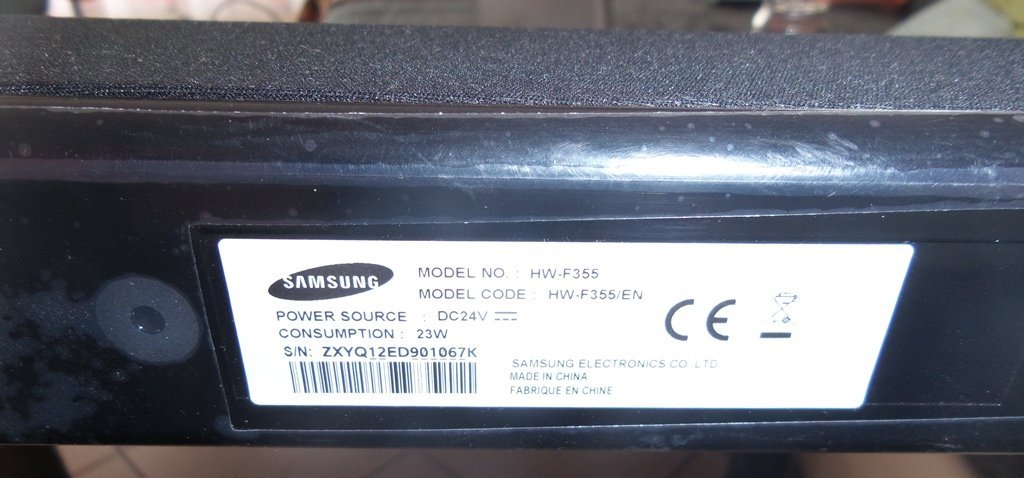 SAMSUNG
MODEL NO. : HW-F355
MODEL CODE : HW-F355/EN
POWER SOURCE : DC24V
CONSUMPTION : 23W
S/N: ZXYQ12ED901067K
CE
SAMSUNG ELECTRONICS CO.,LTD
MADE IN CHINA
FABRIQUE EN CHINE